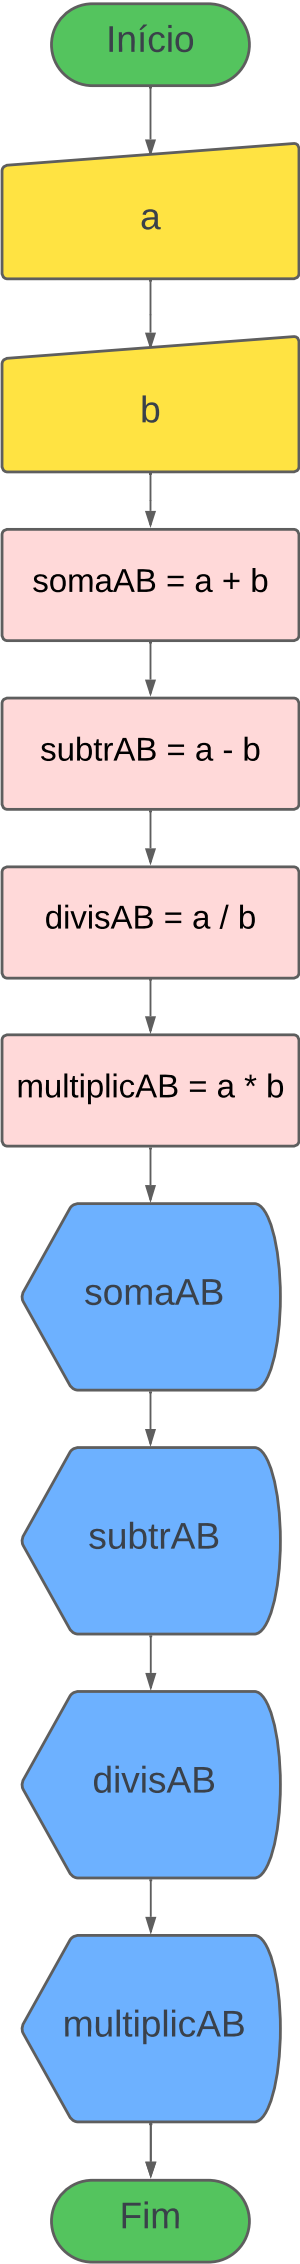 Início
a
b
somaAB = a + b
subtrAB = a - b
divisAB = a / b
multiplicAB = a * b
somaAB
subtrAB
divisAB
multiplicAB
Fim